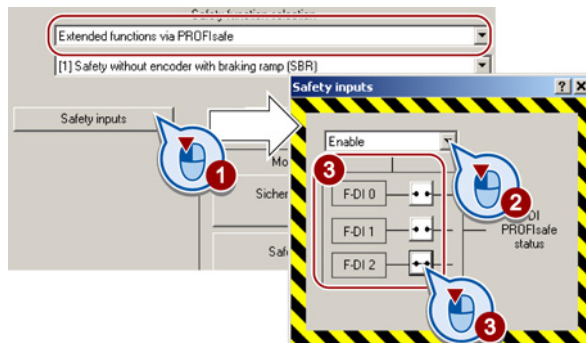 Safety function selection
Extended functions via PROFIsafe
[1] Safety without encoder with braking ramp (SBR)
Safety inputs
1
Mo
Sicher
Saf
Safety inputs
Enable
2
3
F-DI 0
F-DI 1
F-DI 2
DI
PROFIsafe
status
3